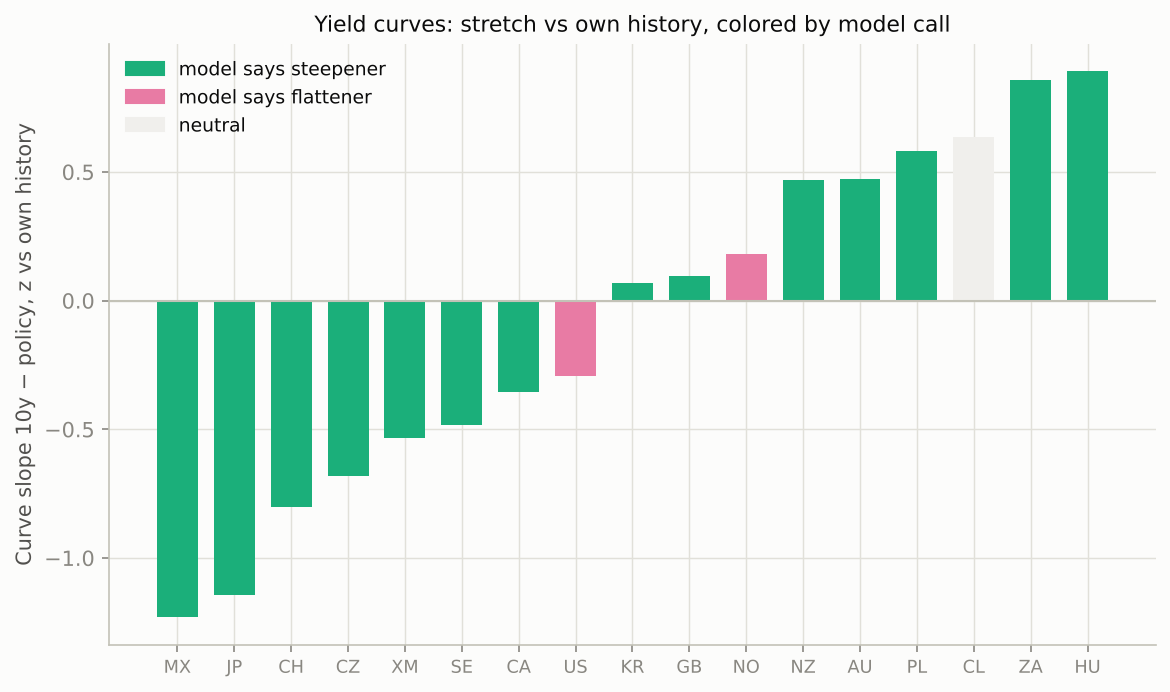 Yield curves: stretch vs own history, colored by model call
model says steepener
model says flattener
neutral
Curve slope 10y − policy, z vs own history
0.5
0.0
−0.5
−1.0
MX JP CH CZ XM SE CA US KR GB NO NZ AU PL CL ZA HU